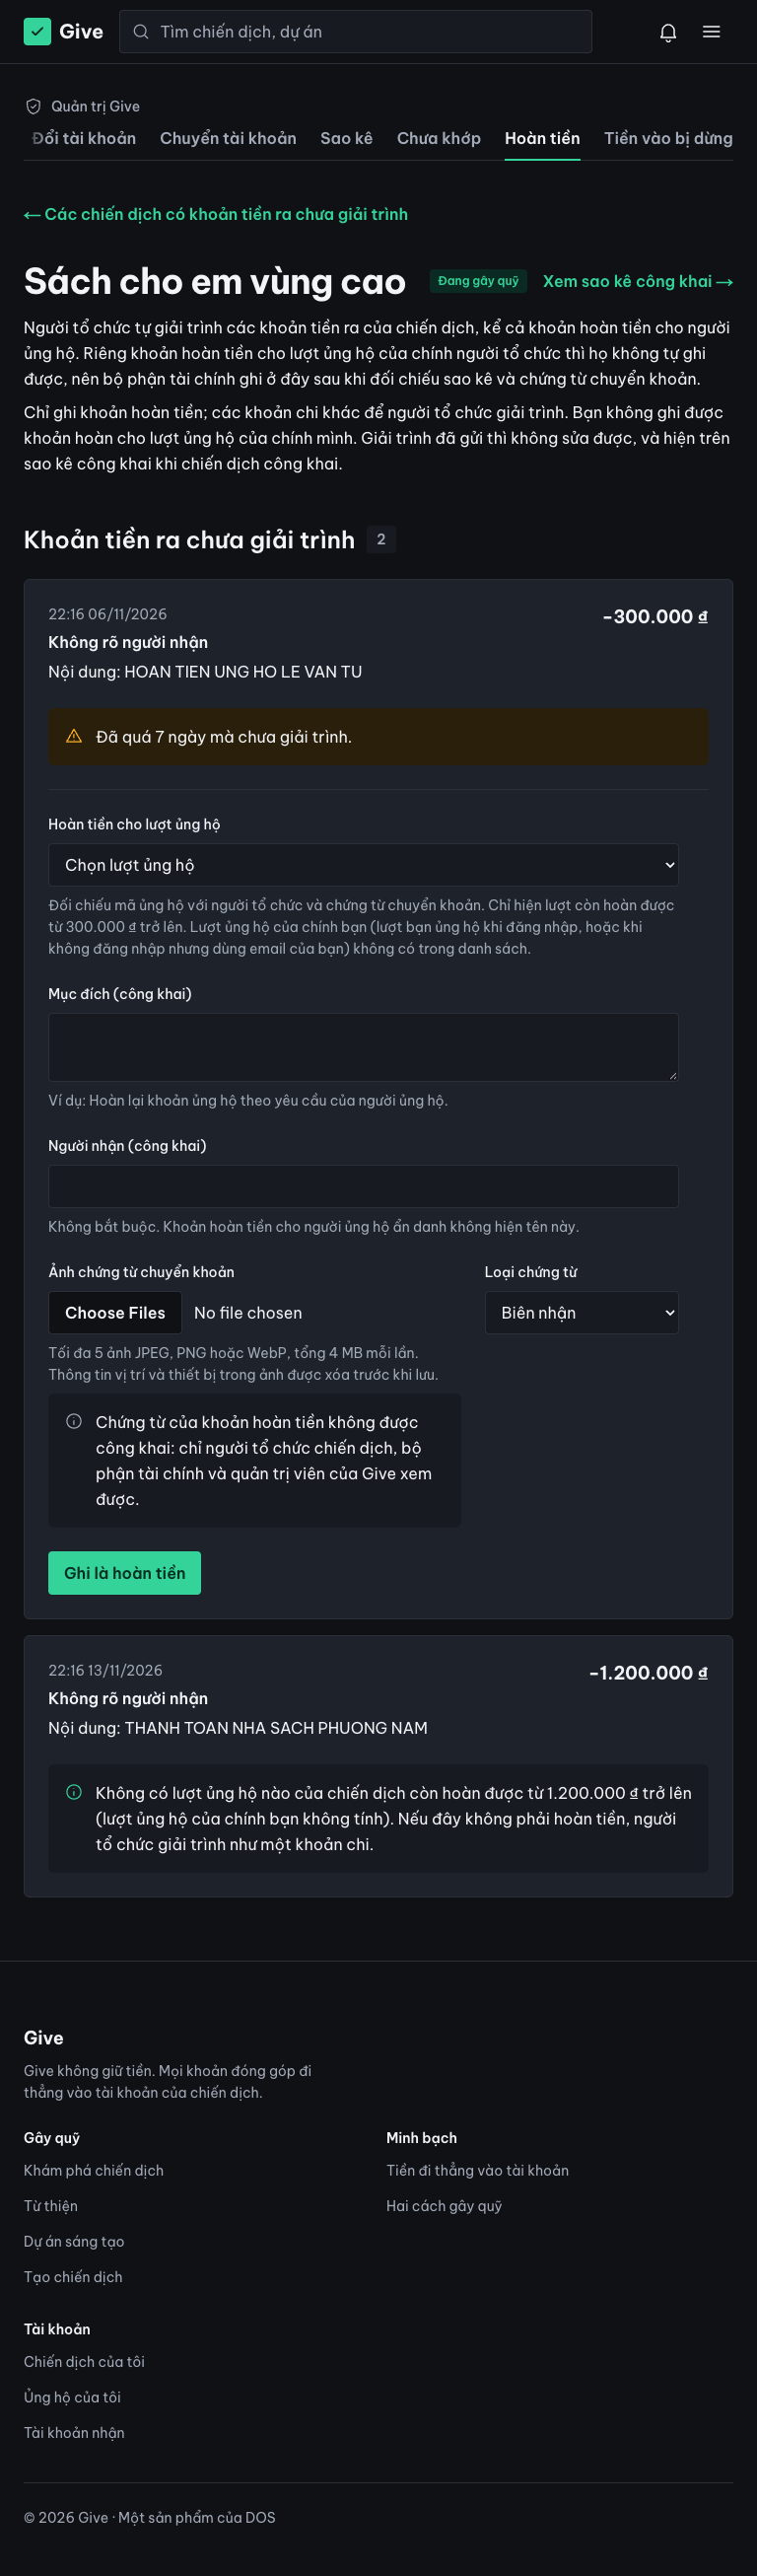 Give
Tìm chiến dịch, dự án
Quản trị Give
Đổi tài khoản
Chuyển tài khoản
Sao kê
Chưa khớp
Hoàn tiền
Tiền vào bị dừng
← Các chiến dịch có khoản tiền ra chưa giải trình
Sách cho em vùng cao
Đang gây quỹ
Xem sao kê công khai →
Người tổ chức tự giải trình các khoản tiền ra của chiến dịch, kể cả khoản hoàn tiền cho người
ủng hộ. Riêng khoản hoàn tiền cho lượt ủng hộ của chính người tổ chức thì họ không tự ghi
được, nên bộ phận tài chính ghi ở đây sau khi đối chiếu sao kê và chứng từ chuyển khoản.
Chỉ ghi khoản hoàn tiền; các khoản chi khác để người tổ chức giải trình. Bạn không ghi được
khoản hoàn cho lượt ủng hộ của chính mình. Giải trình đã gửi thì không sửa được, và hiện trên
sao kê công khai khi chiến dịch công khai.
Khoản tiền ra chưa giải trình
2
22:16 06/11/2026
-300.000 ₫
Không rõ người nhận
Nội dung: HOAN TIEN UNG HO LE VAN TU
Đã quá 7 ngày mà chưa giải trình.
Hoàn tiền cho lượt ủng hộ
Chọn lượt ủng hộ
Đối chiếu mã ủng hộ với người tổ chức và chứng từ chuyển khoản. Chỉ hiện lượt còn hoàn được
từ 300.000 ₫ trở lên. Lượt ủng hộ của chính bạn (lượt bạn ủng hộ khi đăng nhập, hoặc khi
không đăng nhập nhưng dùng email của bạn) không có trong danh sách.
Mục đích (công khai)
Ví dụ: Hoàn lại khoản ủng hộ theo yêu cầu của người ủng hộ.
Người nhận (công khai)
Không bắt buộc. Khoản hoàn tiền cho người ủng hộ ẩn danh không hiện tên này.
Ảnh chứng từ chuyển khoản
Loại chứng từ
Choose Files
No file chosen
Biên nhận
Tối đa 5 ảnh JPEG, PNG hoặc WebP, tổng 4 MB mỗi lần.
Thông tin vị trí và thiết bị trong ảnh được xóa trước khi lưu.
Chứng từ của khoản hoàn tiền không được
công khai: chỉ người tổ chức chiến dịch, bộ
phận tài chính và quản trị viên của Give xem
được.
Ghi là hoàn tiền
22:16 13/11/2026
-1.200.000 ₫
Không rõ người nhận
Nội dung: THANH TOAN NHA SACH PHUONG NAM
Không có lượt ủng hộ nào của chiến dịch còn hoàn được từ 1.200.000 ₫ trở lên
(lượt ủng hộ của chính bạn không tính). Nếu đây không phải hoàn tiền, người
tổ chức giải trình như một khoản chi.
Give
Give không giữ tiền. Mọi khoản đóng góp đi
thẳng vào tài khoản của chiến dịch.
Gây quỹ
Khám phá chiến dịch
Từ thiện
Dự án sáng tạo
Tạo chiến dịch
Minh bạch
Tiền đi thẳng vào tài khoản
Hai cách gây quỹ
Tài khoản
Chiến dịch của tôi
Ủng hộ của tôi
Tài khoản nhận
© 2026 Give · Một sản phẩm của DOS